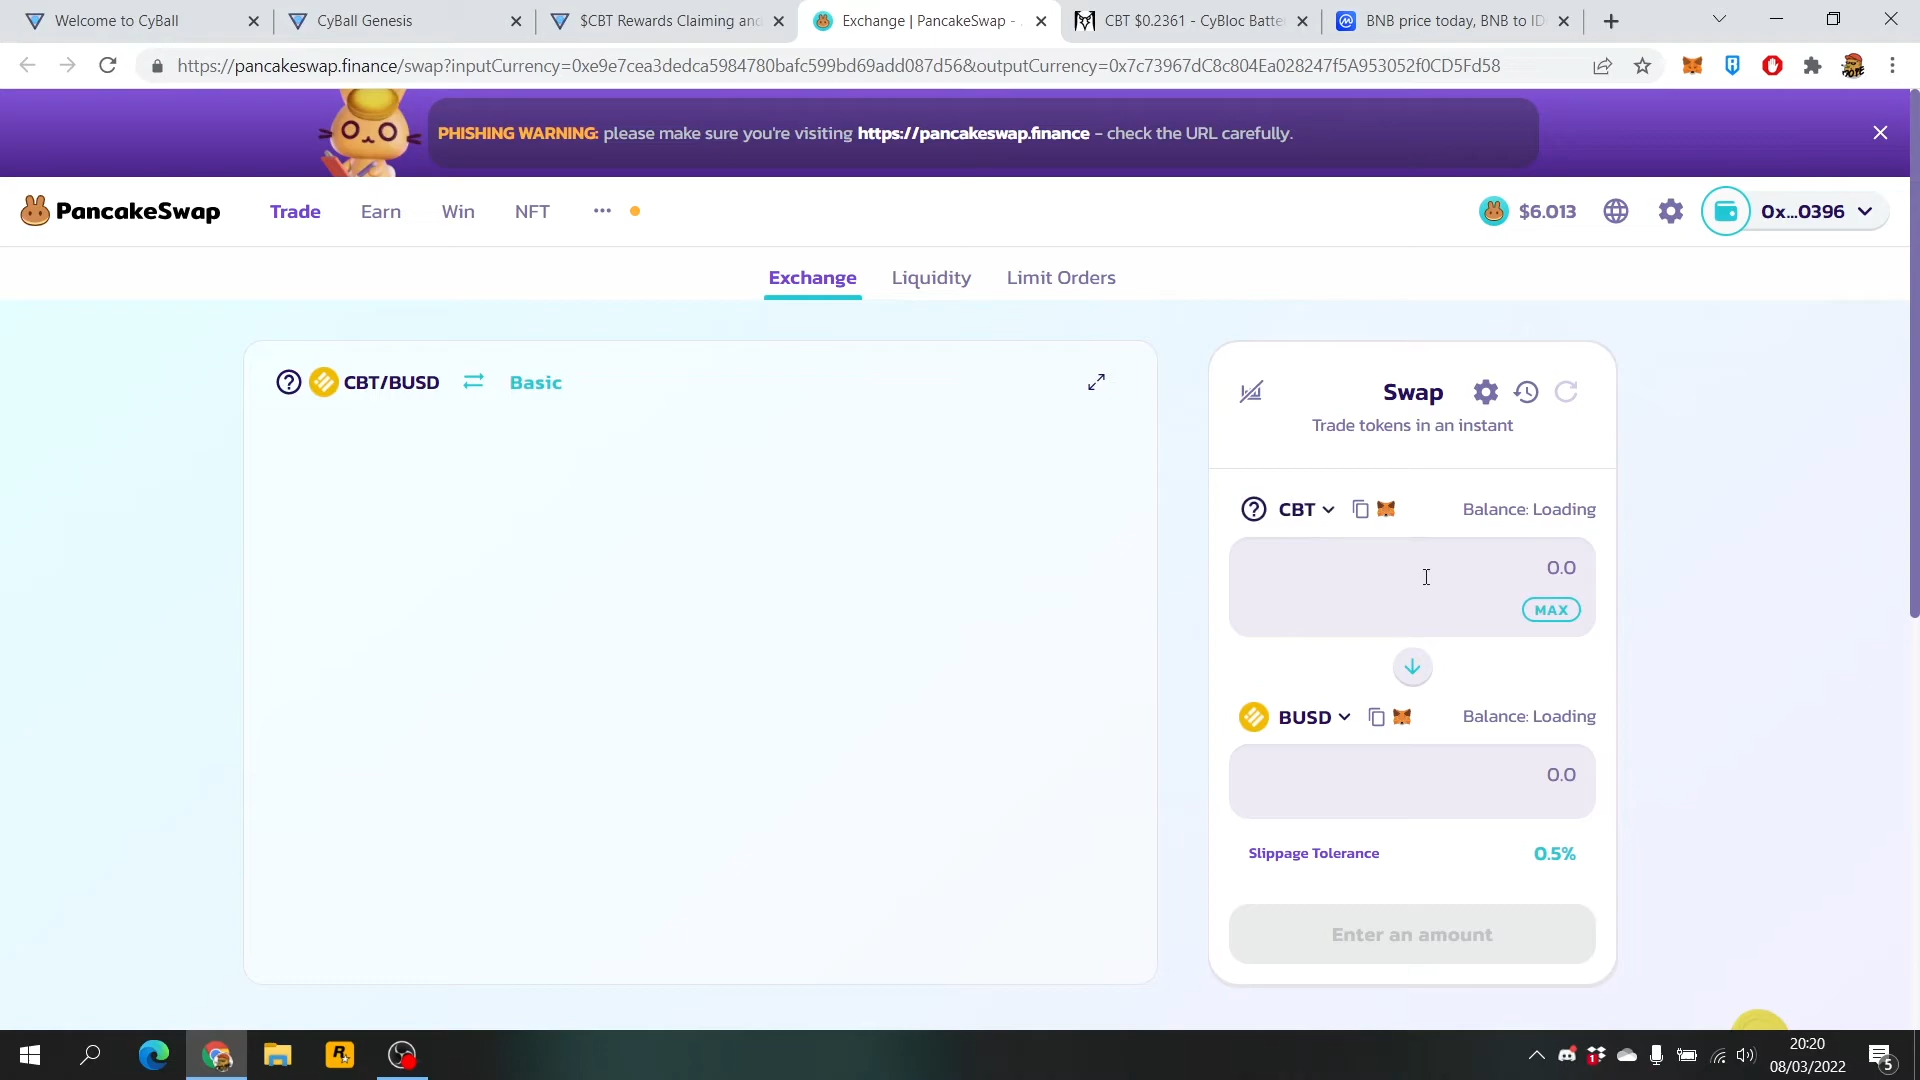 Welcome to CyBall
CyBall Genesis
$CBT Rewards Claiming and
Exchange | PancakeSwap -
CBT $0.2361 - CyBloc Batte
BNB price today, BNB to ID
https://pancakeswap.finance/swap?inputCurrency=0xe9e7cea3dedca5984780bafc599bd69add087d56&outputCurrency=0x7c73967dC8c804Ea028247f5A953052f0CD5Fd58
PHISHING WARNING: please make sure you're visiting https://pancakeswap.finance - check the URL carefully.
PancakeSwap
Trade
Earn
Win
NFT
$6.013
0x...0396
Exchange
Liquidity
Limit Orders
CBT/BUSD
Basic
Swap
Trade tokens in an instant
CBT
Balance: Loading
0.0
MAX
BUSD
Balance: Loading
0.0
Slippage Tolerance
0.5%
Enter an amount
20:20
08/03/2022
5
1